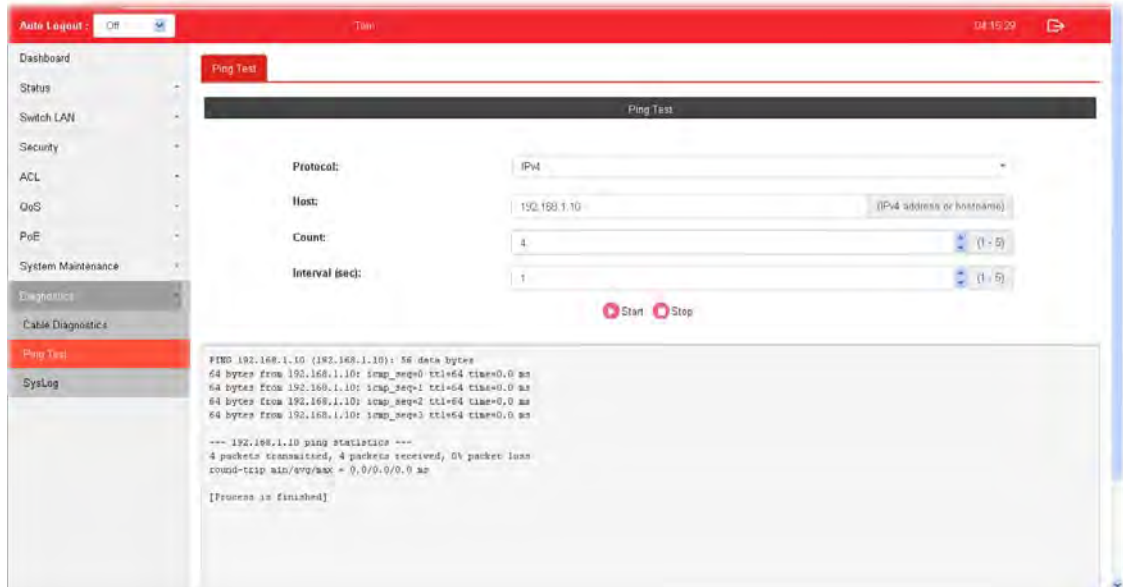 Auto Logout : Off 04:15:29
Dashboard
Status
Switch LAN
Security
ACL
QoS
PoE
System Maintenance
Diagnostics
Cable Diagnostics
Ping Test
SysLog
Ping Test
Ping Test
Protocol: IPv4
Host: 192.168.1.10 (IPv4 address or hostname)
Count: 4 (1 - 5)
Interval (sec): 1 (1 - 5)
Start Stop
PING 192.168.1.10 (192.168.1.10): 56 data bytes
64 bytes from 192.168.1.10: icmp_seq=0 ttl=64 time=0.0 ms
64 bytes from 192.168.1.10: icmp_seq=1 ttl=64 time=0.0 ms
64 bytes from 192.168.1.10: icmp_seq=2 ttl=64 time=0.0 ms
64 bytes from 192.168.1.10: icmp_seq=3 ttl=64 time=0.0 ms
--- 192.168.1.10 ping statistics ---
4 packets transmitted, 4 packets received, 0% packet loss
round-trip min/avg/max = 0.0/0.0/0.0 ms
[Process is finished]